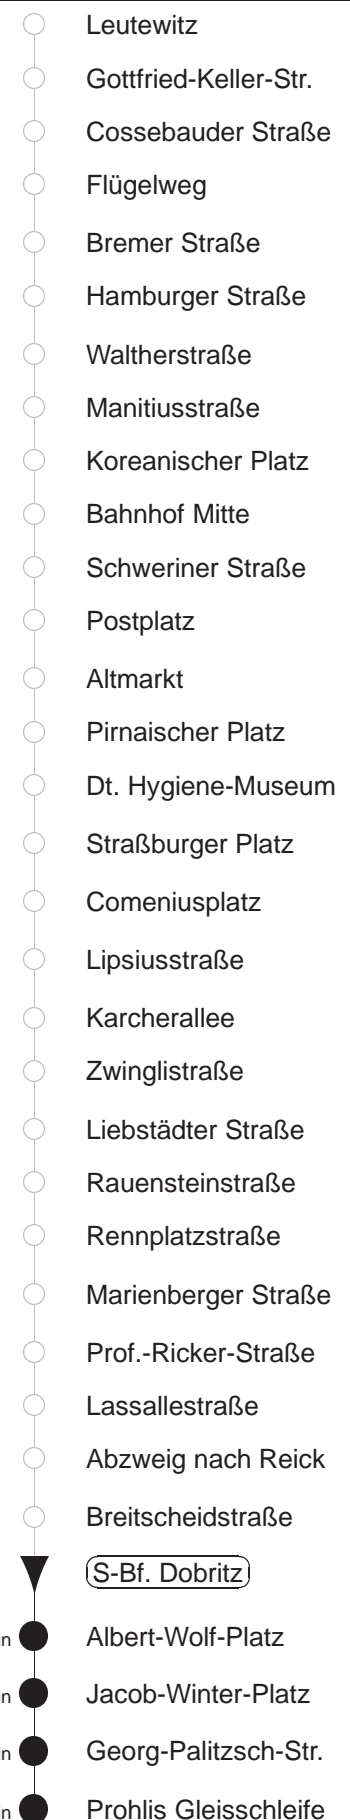 Leutewitz
Gottfried-Keller-Str.
Cossebauder Straße
Flügelweg
Bremer Straße
Hamburger Straße
Waltherstraße
Manitiusstraße
Koreanischer Platz
Bahnhof Mitte
Schweriner Straße
Postplatz
Altmarkt
Pirnaischer Platz
Dt. Hygiene-Museum
Straßburger Platz
Comeniusplatz
Lipsiusstraße
Karcherallee
Zwinglistraße
Liebstädter Straße
Rauensteinstraße
Rennplatzstraße
Marienberger Straße
Prof.-Ricker-Straße
Lassallestraße
Abzweig nach Reick
Breitscheidstraße
S-Bf. Dobritz
Albert-Wolf-Platz
Jacob-Winter-Platz
Georg-Palitzsch-Str.
Prohlis Gleisschleife